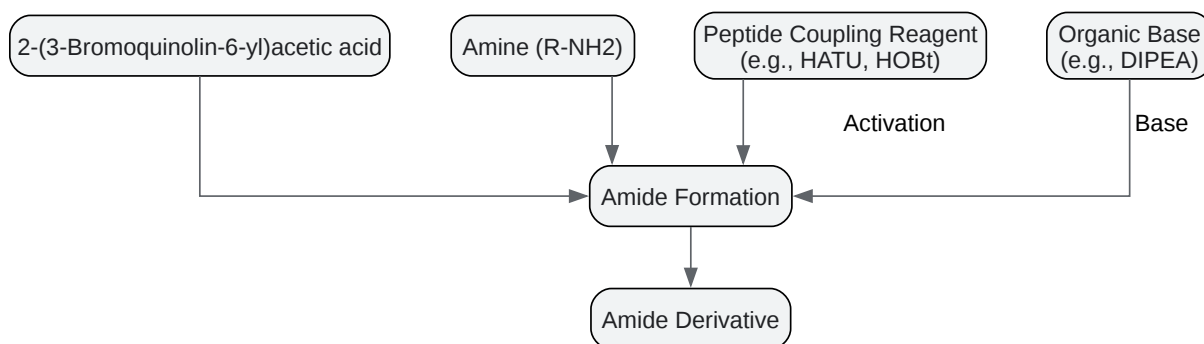 2-(3-Bromoquinolin-6-yl)acetic acid
Amine (R-NH2)
Peptide Coupling Reagent
(e.g., HATU, HOBt)
Organic Base
(e.g., DIPEA)
Activation
Base
Amide Formation
Amide Derivative